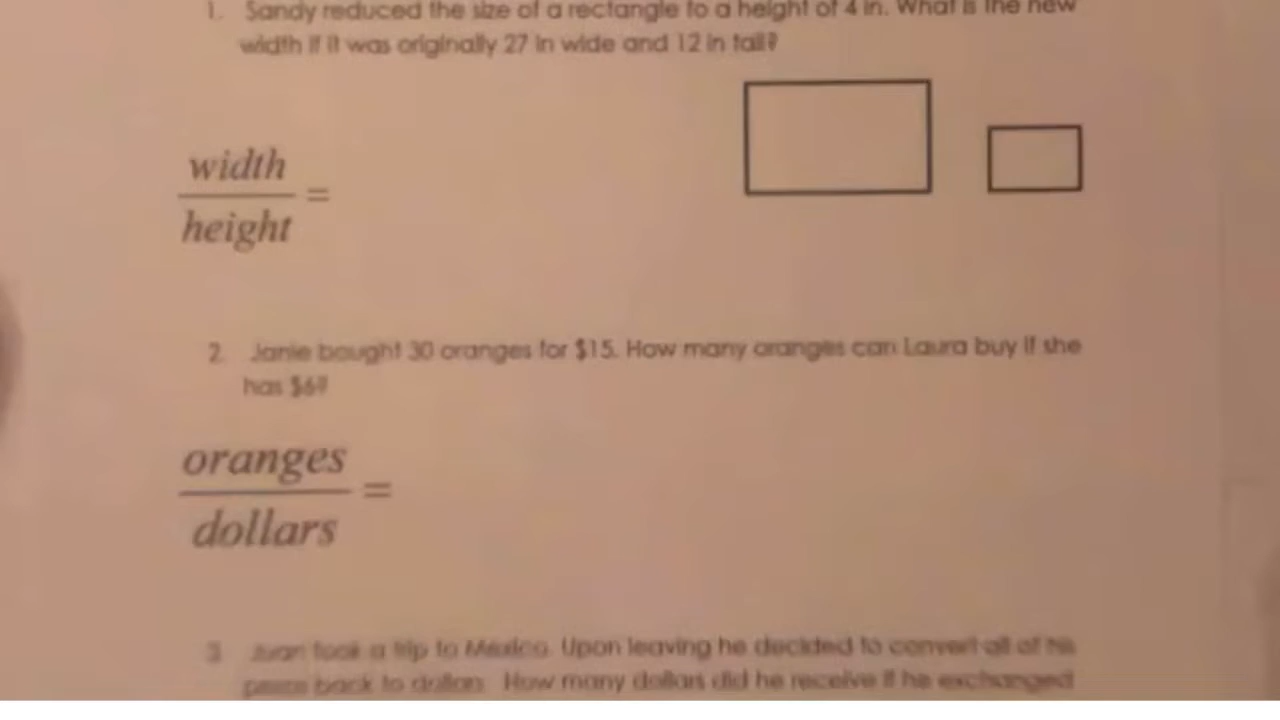 1. Sandy reduced the size of a rectangle to a height of 4 in. What is the new
width if it was originally 27 in wide and 12 in tall?
width
height
=
2. Janie bought 30 oranges for $15. How many oranges can Laura buy if she
has $6?
oranges
dollars
=
3. Juan took a trip to Mexico. Upon leaving he decided to convert all of his
pesos back to dollars. How many dollars did he receive if he exchanged